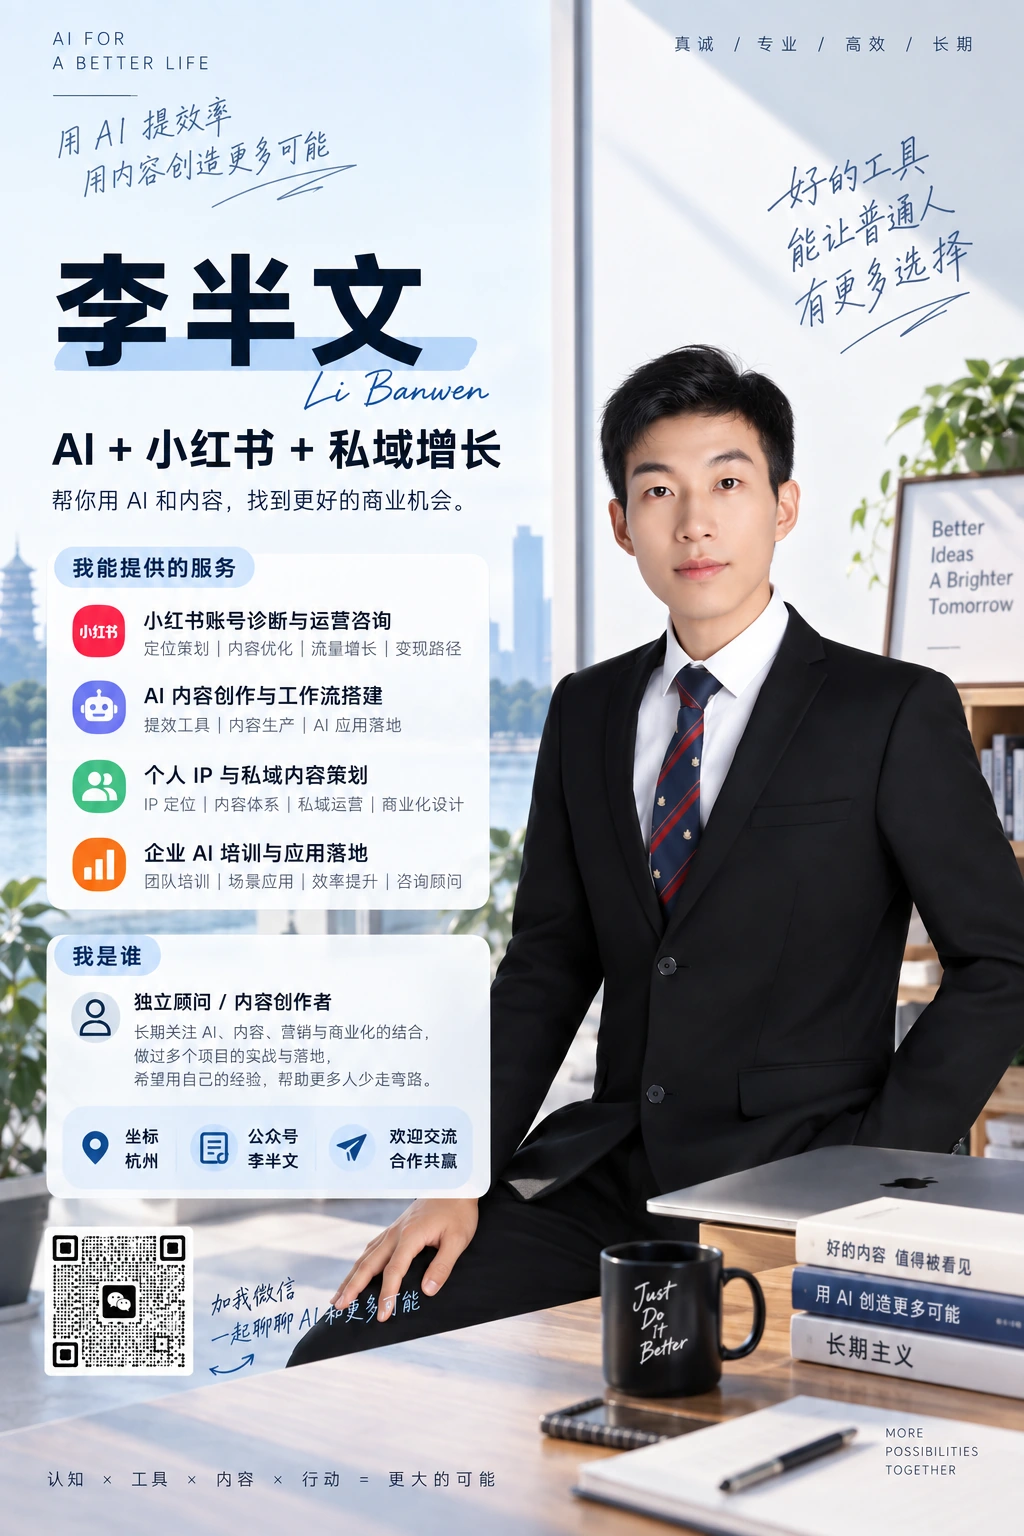 AI FOR
A BETTER LIFE
真诚 / 专业 / 高效 / 长期
用 AI 提效率
用内容创造更多可能
好的工具
能让普通人
有更多选择
李半文
Li Banwen
AI + 小红书 + 私域增长
帮你用 AI 和内容，找到更好的商业机会。
Better
Ideas
A Brighter
Tomorrow
我能提供的服务
小红书
小红书账号诊断与运营咨询
定位策划 | 内容优化 | 流量增长 | 变现路径
AI 内容创作与工作流搭建
提效工具 | 内容生产 | AI 应用落地
个人 IP 与私域内容策划
IP 定位 | 内容体系 | 私域运营 | 商业化设计
企业 AI 培训与应用落地
团队培训 | 场景应用 | 效率提升 | 咨询顾问
我是谁
独立顾问 / 内容创作者
长期关注 AI、内容、营销与商业化的结合，
做过多个项目的实战与落地，
希望用自己的经验，帮助更多人少走弯路。
坐标
杭州
公众号
李半文
欢迎交流
合作共赢
加我微信
一起聊聊 AI 和更多可能
Just
Do
it
Better
好的内容 值得被看见
用 AI 创造更多可能
长期主义
MORE
POSSIBILITIES
TOGETHER
认知 × 工具 × 内容 × 行动 = 更大的可能